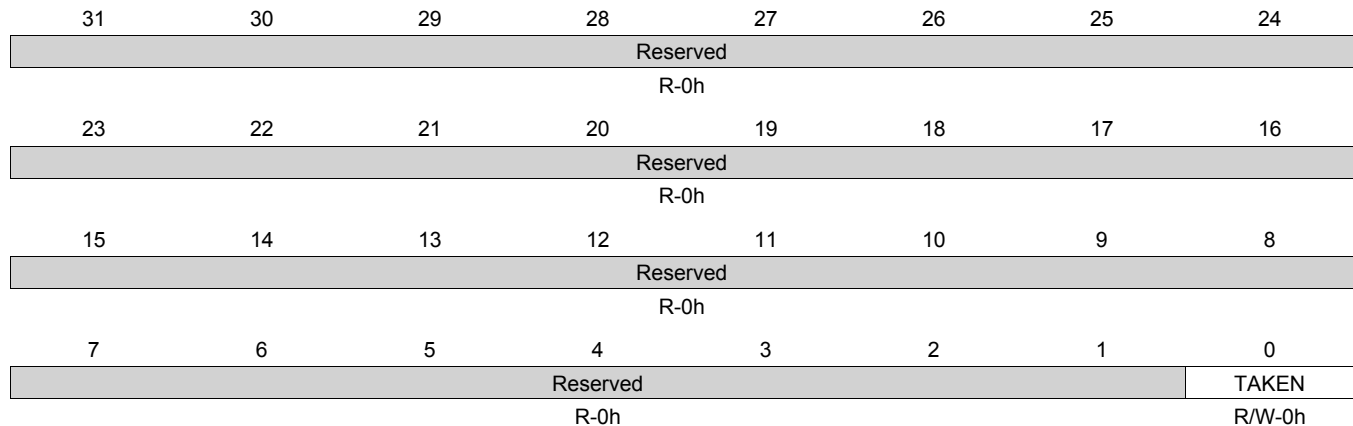 31 30 29 28 27 26 25 24
Reserved
R-0h
23 22 21 20 19 18 17 16
Reserved
R-0h
15 14 13 12 11 10 9 8
Reserved
R-0h
7 6 5 4 3 2 1 0
Reserved TAKEN
R-0h R/W-0h